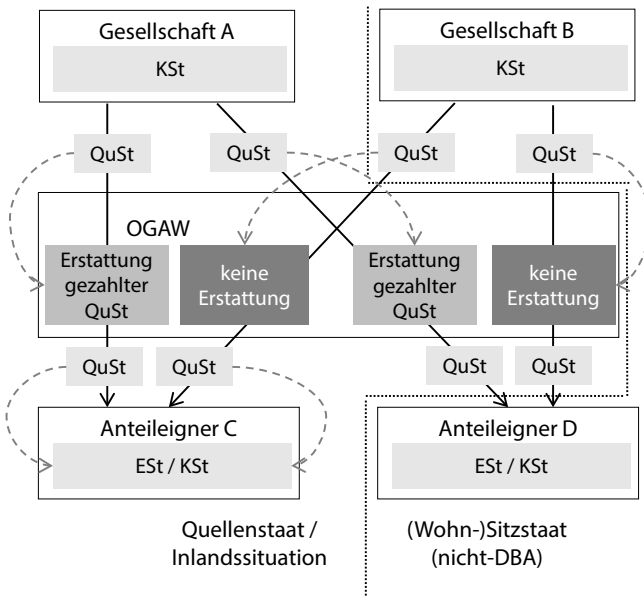 Gesellschaft A
KSt
Gesellschaft B
KSt
QuSt
QuSt
QuSt
QuSt
OGAW
Erstattung
gezahlter
QuSt
keine
Erstattung
Erstattung
gezahlter
QuSt
keine
Erstattung
QuSt
QuSt
QuSt
QuSt
Anteileigner C
ESt / KSt
Anteileigner D
ESt / KSt
Quellenstaat /
Inlandssituation
(Wohn-)Sitzstaat
(nicht-DBA)